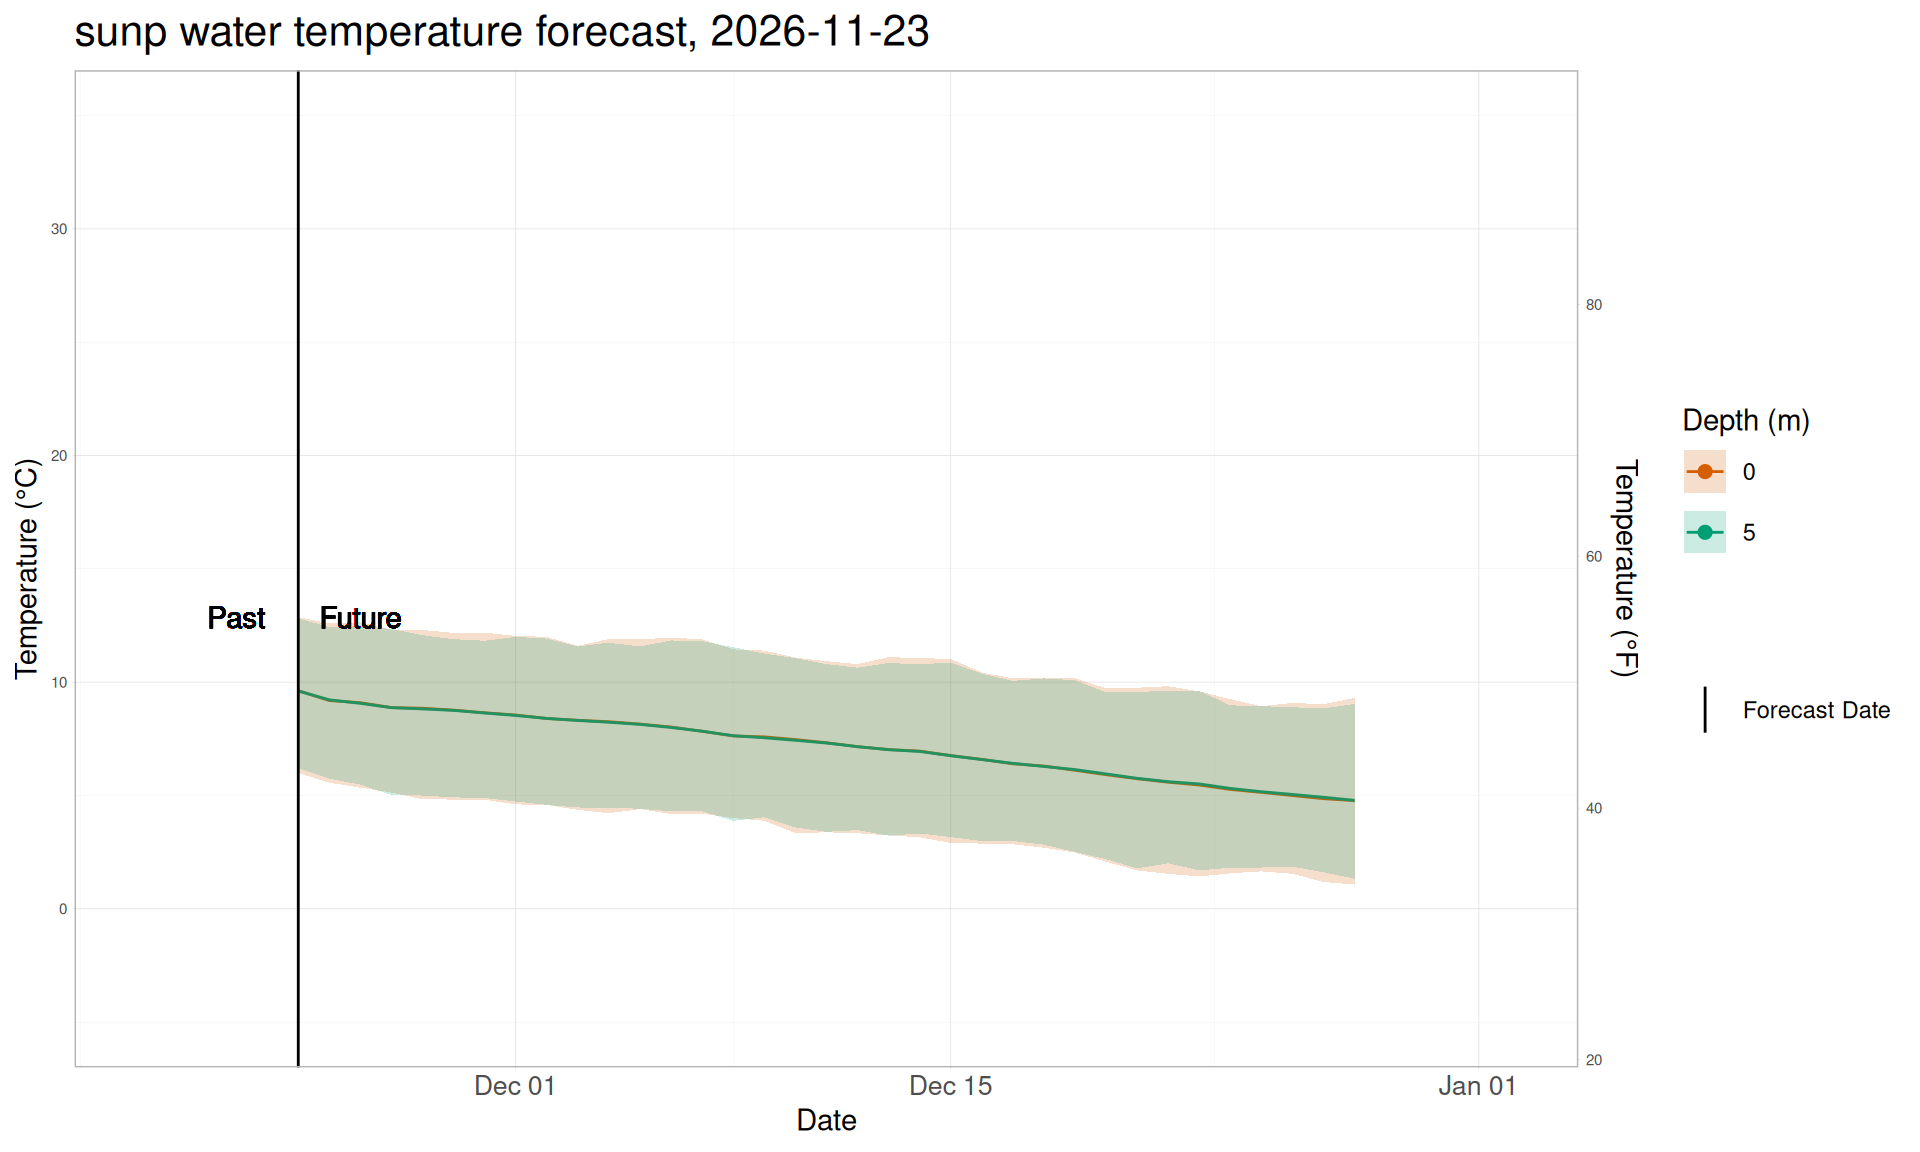 sunp water temperature forecast, 2026-11-23
Temperature (°C)
30
20
10
0
Past
Future
80
60
40
20
Temperature (°F)
Dec 01
Dec 15
Jan 01
Date
Depth (m)
0
5
Forecast Date